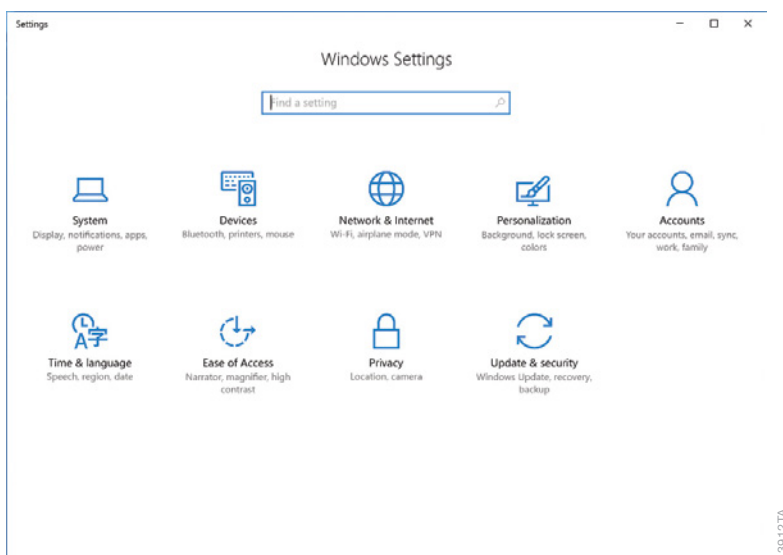 Settings
Windows Settings
Find a setting
System
Display, notifications, apps,
power
Devices
Bluetooth, printers, mouse
Network & Internet
Wi-Fi, airplane mode, VPN
Personalization
Background, lock screen,
colors
Accounts
Your accounts, email, sync,
work, family
Time & language
Speech, region, date
Ease of Access
Narrator, magnifier, high
contrast
Privacy
Location, camera
Update & security
Windows Update, recovery,
backup